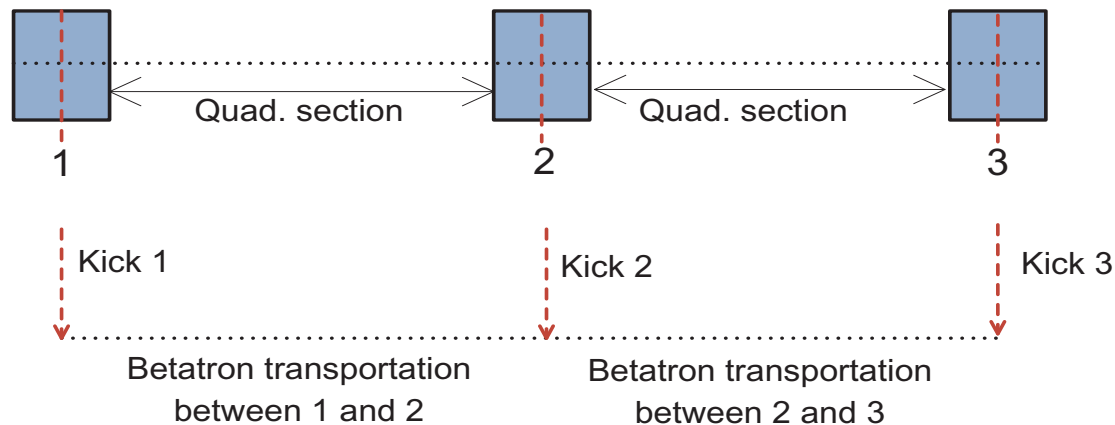 Quad. section
Quad. section
1
2
3
Kick 1
Kick 2
Kick 3
Betatron transportation
between 1 and 2
Betatron transportation
between 2 and 3